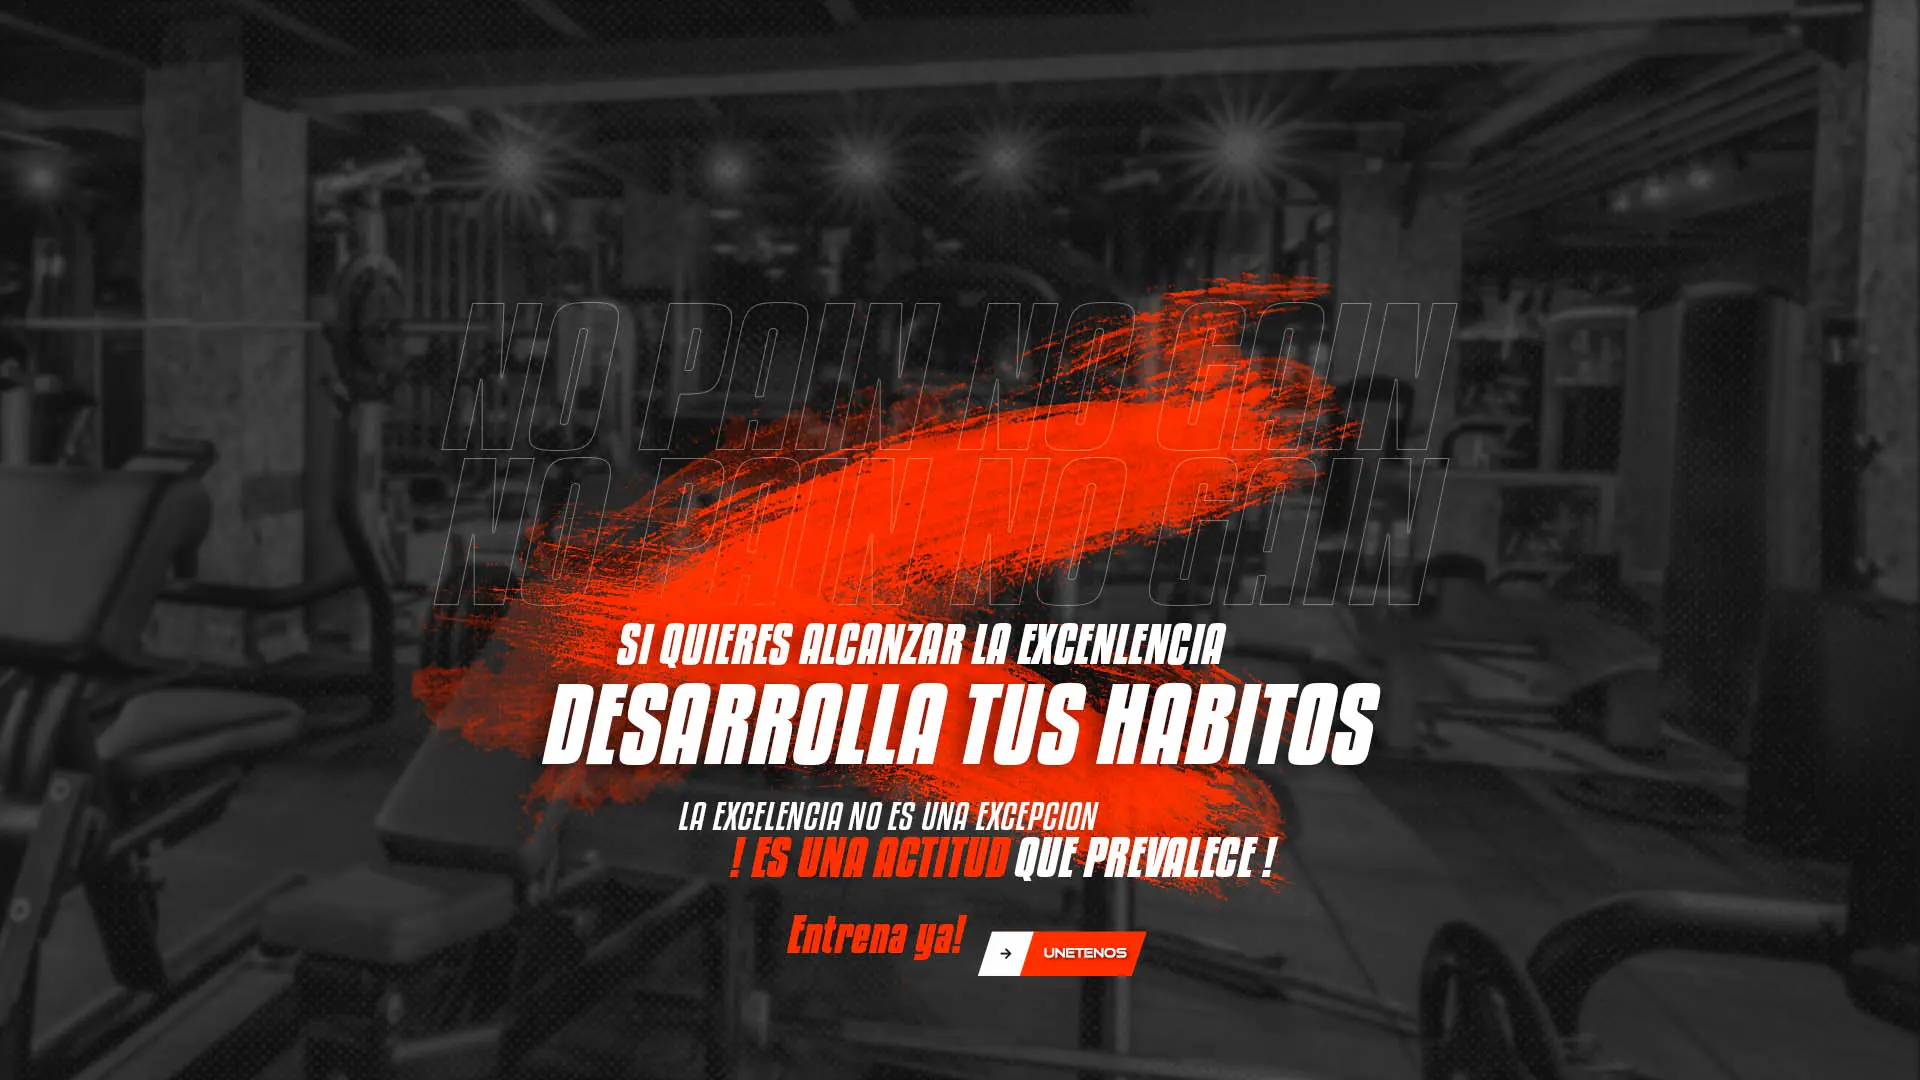 NO PAIN NO GAIN
NO PAIN NO GAIN
SI QUIERES ALCANZAR LA EXCENLENCIA
DESARROLLA TUS HABITOS
LA EXCELENCIA NO ES UNA EXCEPCION
! ES UNA ACTITUD QUE PREVALECE !
Entrena ya!
→ UNETENOS